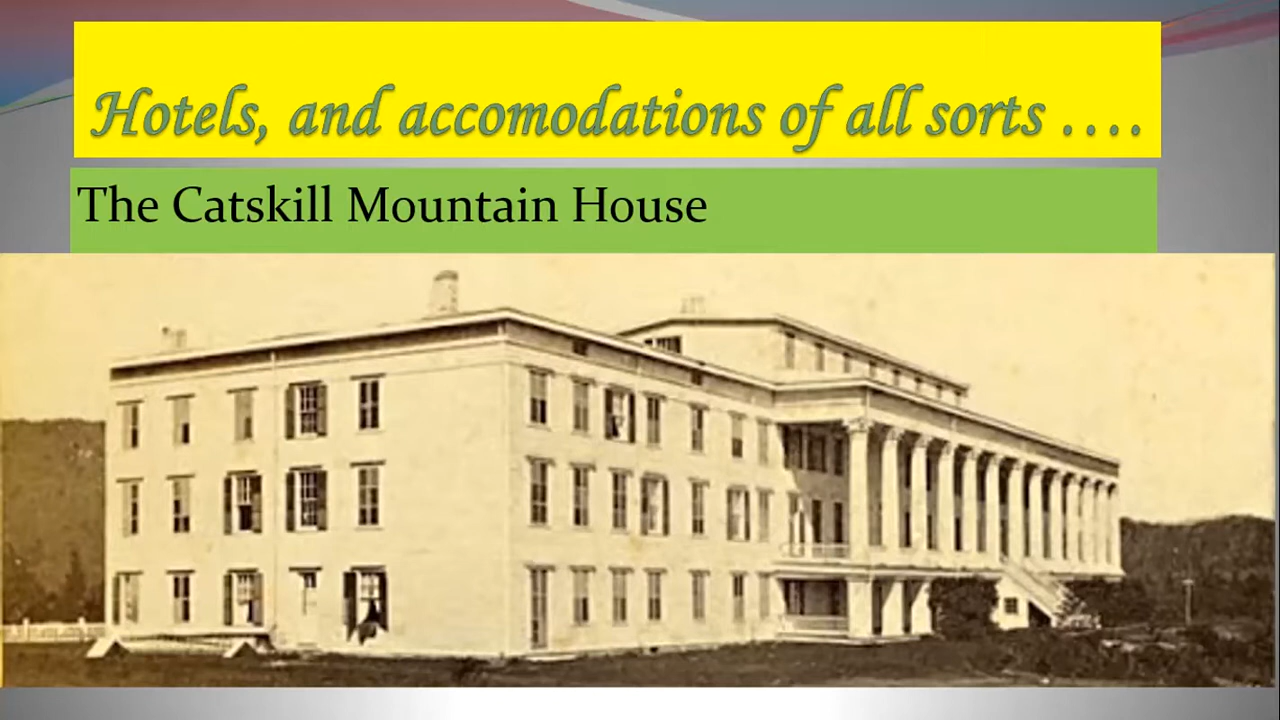 Hotels, and accomodations of all sorts ....
The Catskill Mountain House